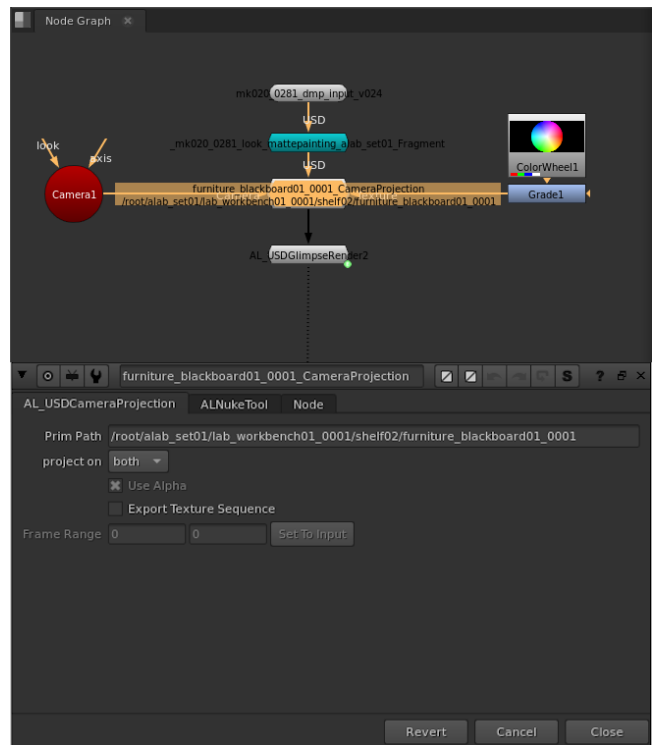 Node Graph
mk020_0281_dmp_input_v024
USD
look
_mk020_0281_look_mattepainting_alab_set01_Fragment
axis
USD
ColorWheel1
Camera1
furniture_blackboard01_0001_CameraProjection
/root/alab_set01/lab_workbench01_0001/shelf02/furniture_blackboard01_0001
Grade1
AL_USDGlimpseRender2
furniture_blackboard01_0001_CameraProjection
S ?
AL_USDCameraProjection ALNukeTool Node
Prim Path /root/alab_set01/lab_workbench01_0001/shelf02/furniture_blackboard01_0001
project on both
Use Alpha
Export Texture Sequence
Frame Range 0 0 Set To Input
Revert Cancel Close